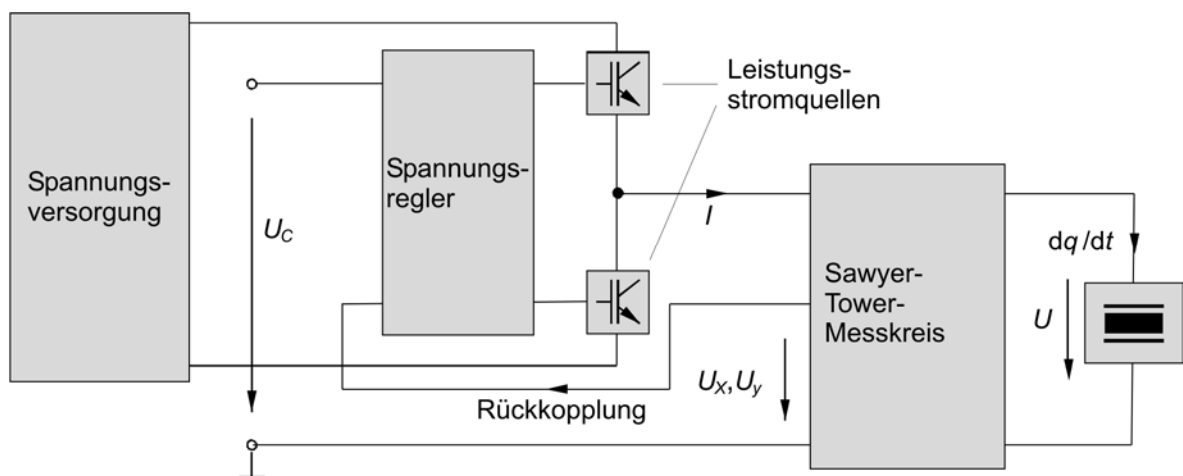 Spannungs-
versorgung
U_C
Spannungs-
regler
Leistungs-
stromquellen
I
Rückkopplung
U_X,U_y
Sawyer-
Tower-
Messkreis
dq/dt
U